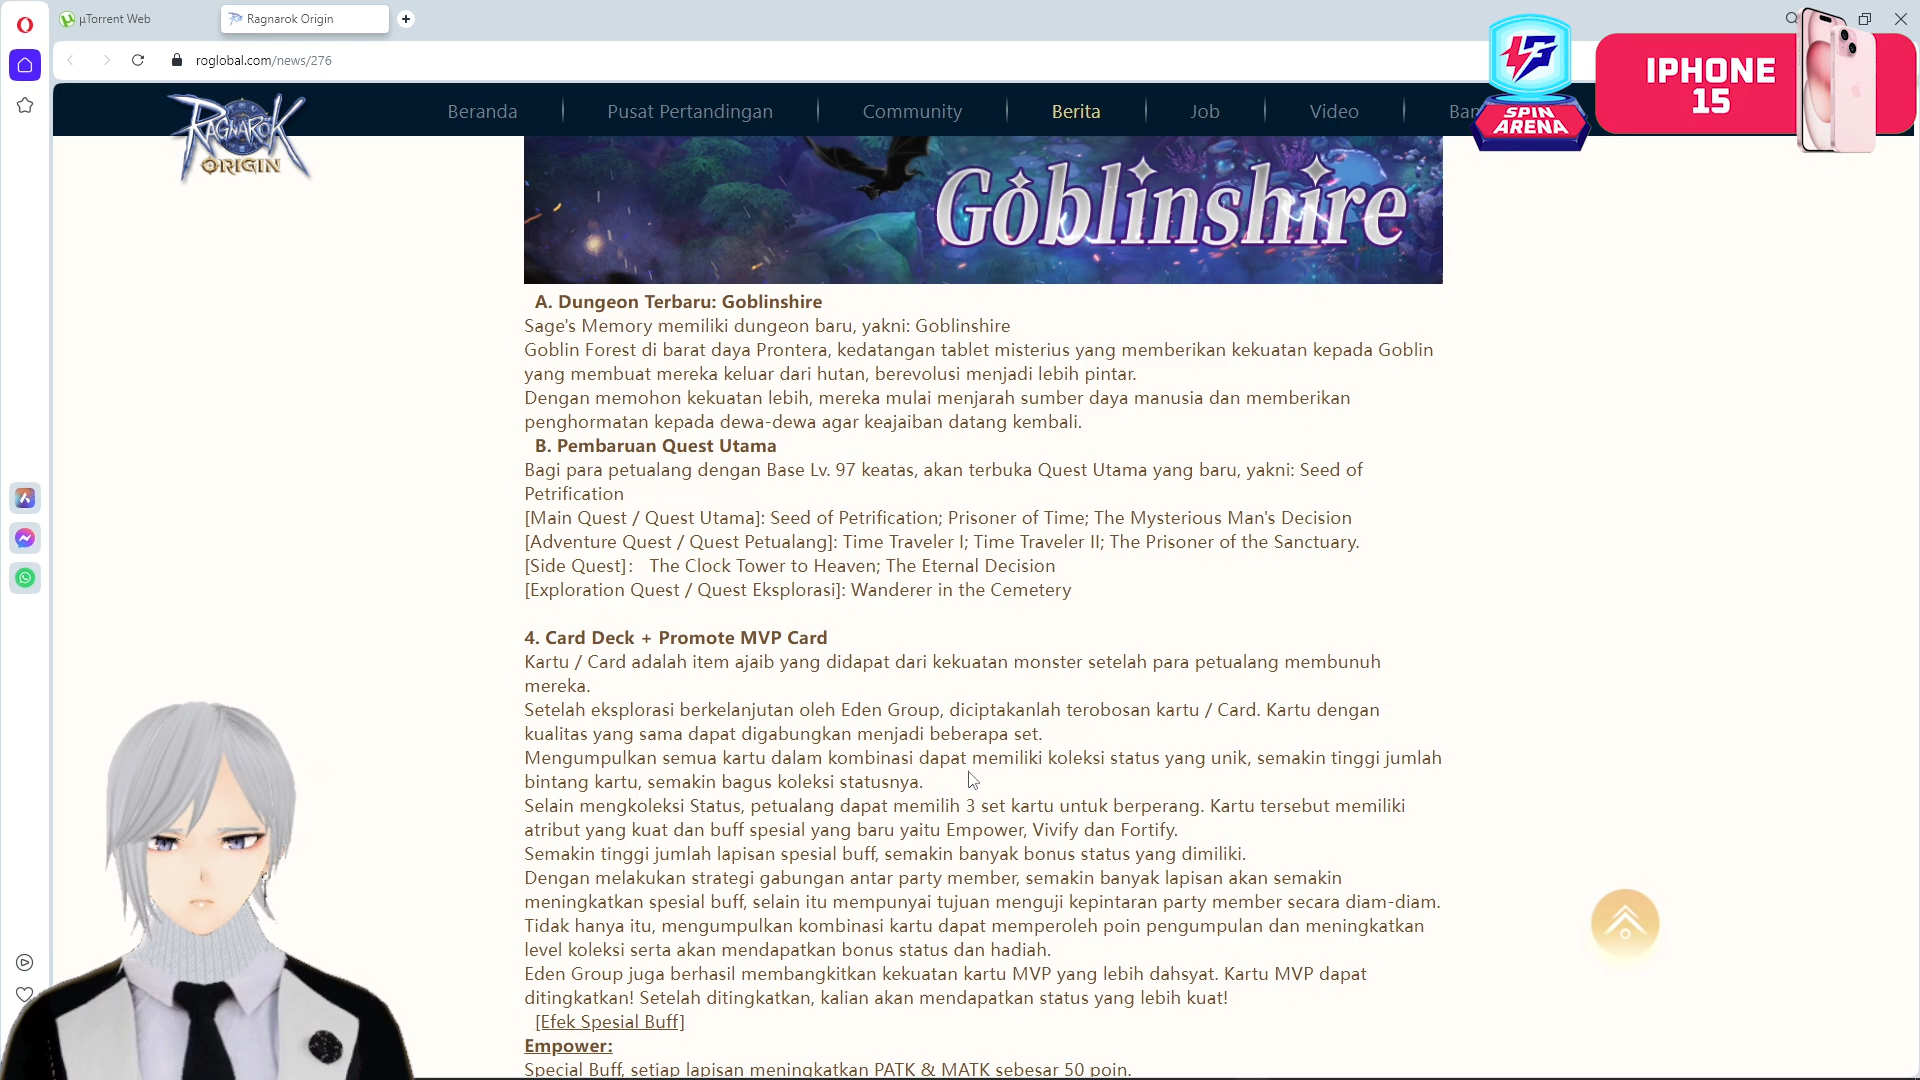 µTorrent Web
Ragnarok Origin
roglobal.com/news/276
RAGNAROK
ORIGIN
Beranda
Pusat Pertandingan
Community
Berita
Job
Video
SPIN
ARENA
IPHONE
15
Goblinshire
A. Dungeon Terbaru: Goblinshire
Sage's Memory memiliki dungeon baru, yakni: Goblinshire
Goblin Forest di barat daya Prontera, kedatangan tablet misterius yang memberikan kekuatan kepada Goblin
yang membuat mereka keluar dari hutan, berevolusi menjadi lebih pintar.
Dengan memohon kekuatan lebih, mereka mulai menjarah sumber daya manusia dan memberikan
penghormatan kepada dewa-dewa agar keajaiban datang kembali.
B. Pembaruan Quest Utama
Bagi para petualang dengan Base Lv. 97 keatas, akan terbuka Quest Utama yang baru, yakni: Seed of
Petrification
[Main Quest / Quest Utama]: Seed of Petrification; Prisoner of Time; The Mysterious Man's Decision
[Adventure Quest / Quest Petualang]: Time Traveler I; Time Traveler II; The Prisoner of the Sanctuary.
[Side Quest]: The Clock Tower to Heaven; The Eternal Decision
[Exploration Quest / Quest Eksplorasi]: Wanderer in the Cemetery
4. Card Deck + Promote MVP Card
Kartu / Card adalah item ajaib yang didapat dari kekuatan monster setelah para petualang membunuh
mereka.
Setelah eksplorasi berkelanjutan oleh Eden Group, diciptakanlah terobosan kartu / Card. Kartu dengan
kualitas yang sama dapat digabungkan menjadi beberapa set.
Mengumpulkan semua kartu dalam kombinasi dapat memiliki koleksi status yang unik, semakin tinggi jumlah
bintang kartu, semakin bagus koleksi statusnya.
Selain mengkoleksi Status, petualang dapat memilih 3 set kartu untuk berperang. Kartu tersebut memiliki
atribut yang kuat dan buff spesial yang baru yaitu Empower, Vivify dan Fortify.
Semakin tinggi jumlah lapisan spesial buff, semakin banyak bonus status yang dimiliki.
Dengan melakukan strategi gabungan antar party member, semakin banyak lapisan akan semakin
meningkatkan spesial buff, selain itu mempunyai tujuan menguji kepintaran party member secara diam-diam.
Tidak hanya itu, mengumpulkan kombinasi kartu dapat memperoleh poin pengumpulan dan meningkatkan
level koleksi serta akan mendapatkan bonus status dan hadiah.
Eden Group juga berhasil membangkitkan kekuatan kartu MVP yang lebih dahsyat. Kartu MVP dapat
ditingkatkan! Setelah ditingkatkan, kalian akan mendapatkan status yang lebih kuat!
[Efek Spesial Buff]
Empower:
Special Buff, setiap lapisan meningkatkan PATK & MATK sebesar 50 poin.